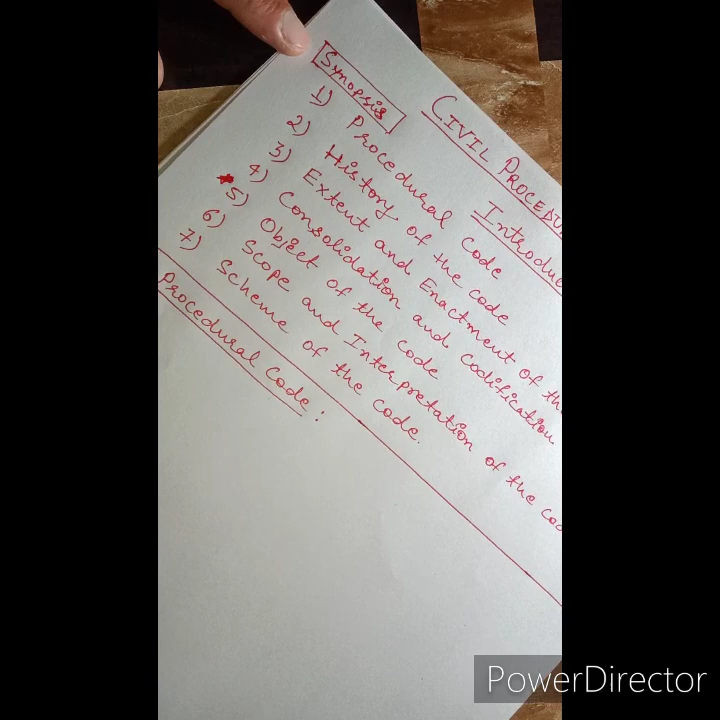 CIVIL PROCEDU
Introduc
Synopsis
1) Procedural Code
2) History of the code
3) Extent and Enactment of th
4) Consolidation and codification
*5) Object of the code
6) Scope and Interpretation of the cod
7) Scheme of the code.
Procedural Code:
PowerDirector